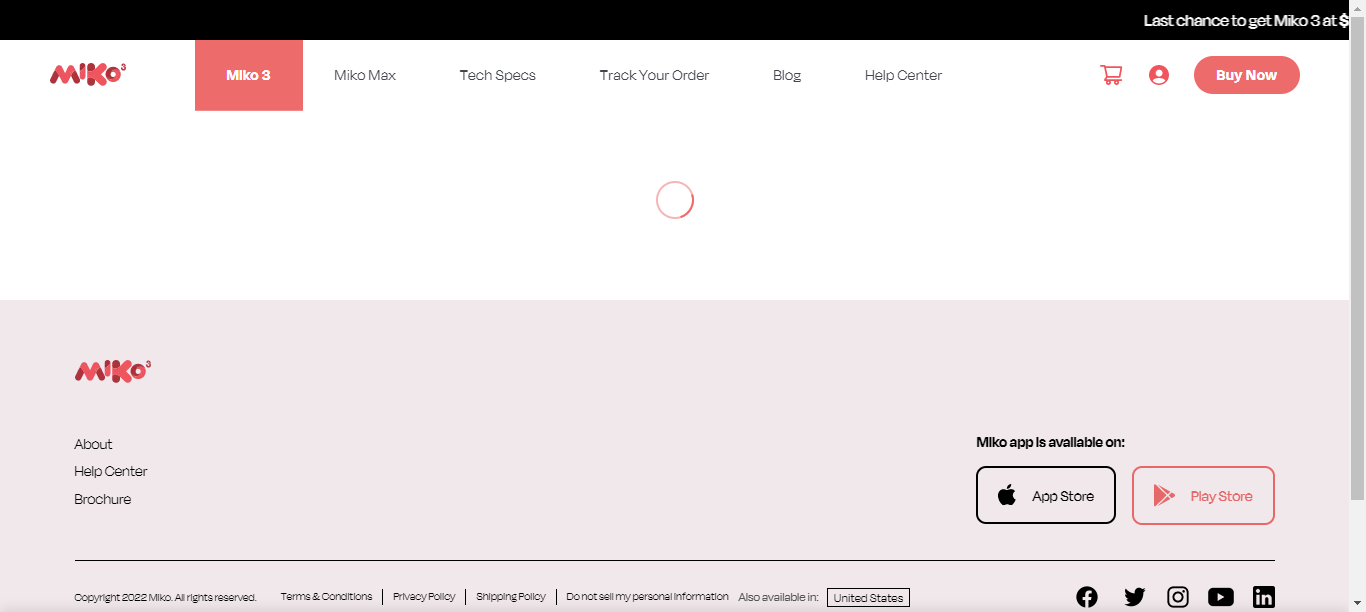 Last chance to get Miko 3 at $
MIKO3
Miko 3
Miko Max
Tech Specs
Track Your Order
Blog
Help Center
Buy Now
MIKO3
About
Help Center
Brochure
Miko app is available on:
App Store
Play Store
Copyright 2022 Miko. All rights reserved.
Terms & Conditions
Privacy Policy
Shipping Policy
Do not sell my personal information
Also available in:
United States